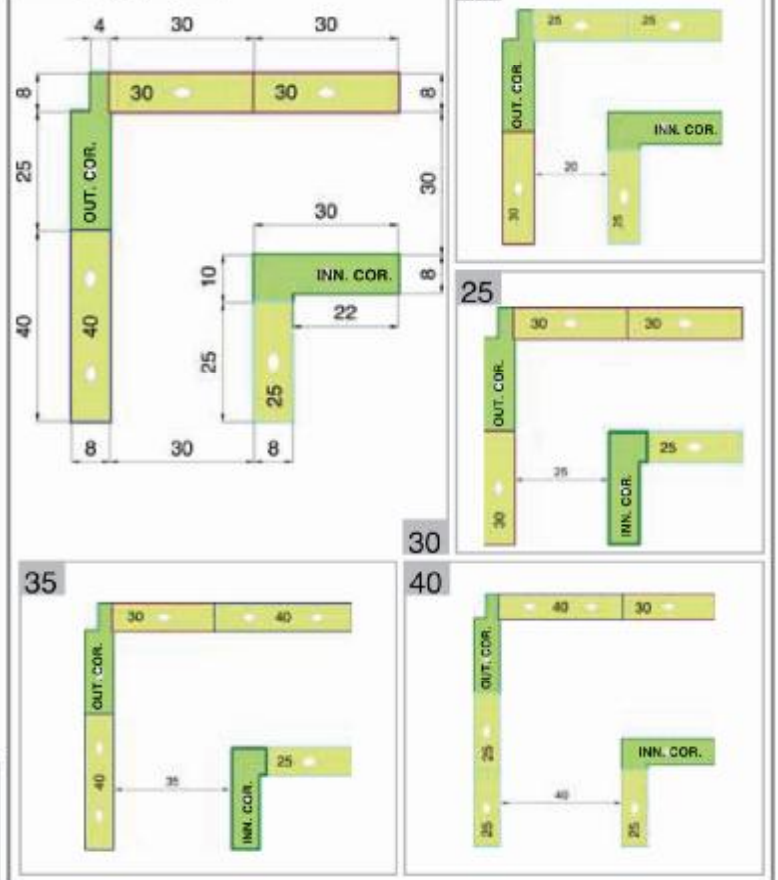 4 30 30
8 30 30 8
25 OUT. COR. 30
30
10 INN. COR. 8
22
40 40 25 25
8 30 8
30
25 25
OUT. COR.
INN. COR.
20
30 25
25
30 30
OUT. COR.
25
25
30 INN. COR.
35
30 40
OUT. COR.
25
40 35 INN. COR.
40
40 30
OUT. COR.
25 INN. COR.
40
25 25